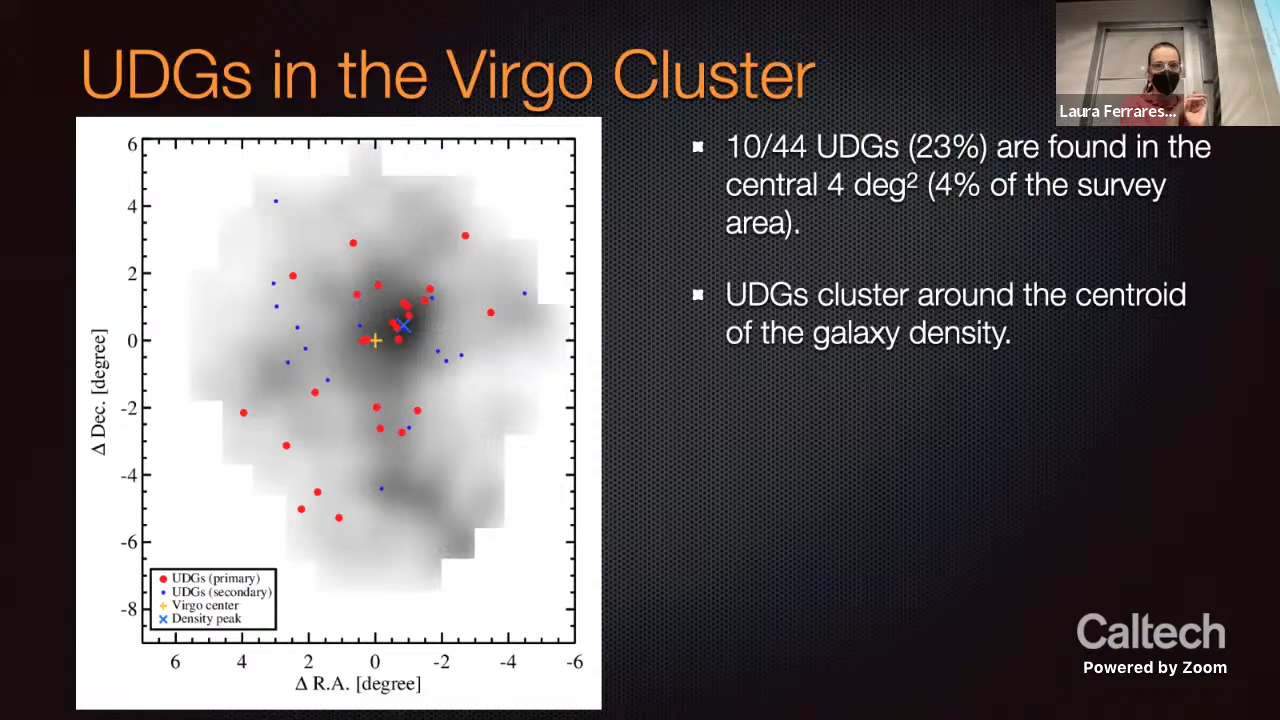 UDGs in the Virgo Cluster
Laura Ferrares...
10/44 UDGs (23%) are found in the
central 4 deg² (4% of the survey
area).
UDGs cluster around the centroid
of the galaxy density.
6
4
2
0
-2
-4
-6
-8
Δ Dec. [degree]
UDGs (primary)
UDGs (secondary)
Virgo center
Density peak
6 4 2 0 -2 -4 -6
Δ R.A. [degree]
Caltech
Powered by Zoom